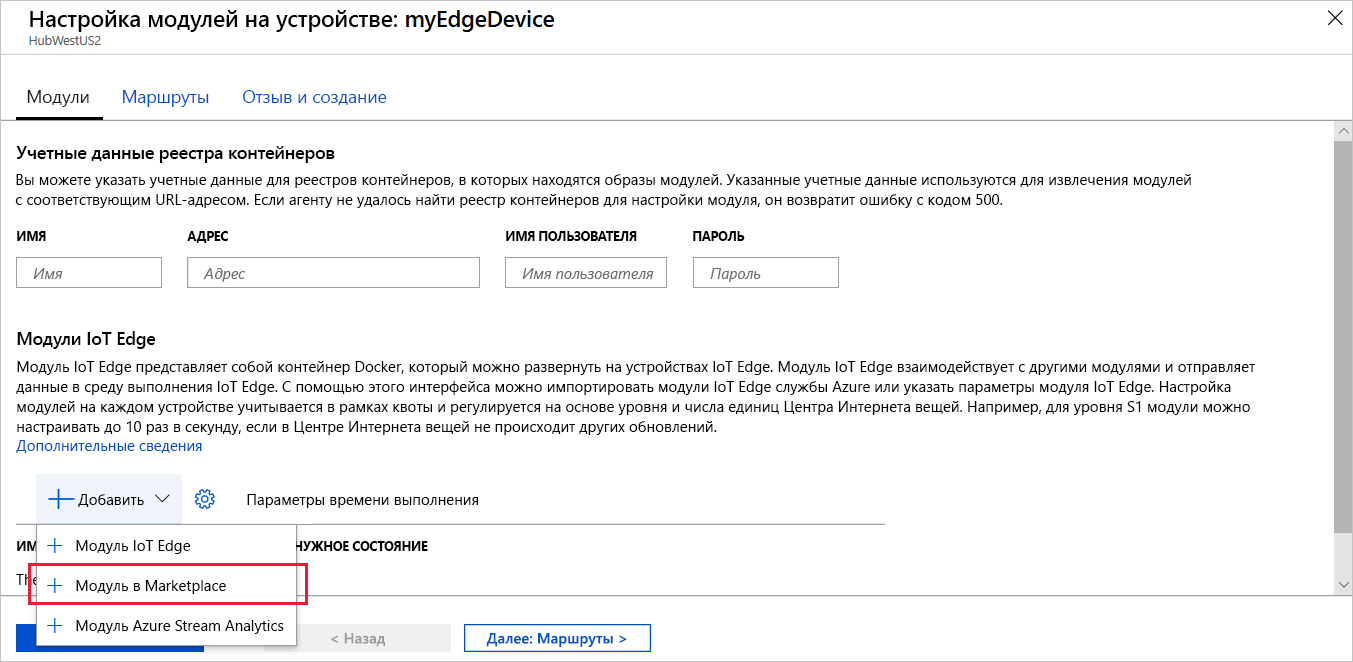 Настройка модулей на устройстве: myEdgeDevice
HubWestUS2
Модули Маршруты Отзыв и создание
Учетные данные реестра контейнеров
Вы можете указать учетные данные для реестров контейнеров, в которых находятся образы модулей. Указанные учетные данные используются для извлечения модулей
с соответствующим URL-адресом. Если агенту не удалось найти реестр контейнеров для настройки модуля, он возвратит ошибку с кодом 500.
ИМЯ АДРЕС ИМЯ ПОЛЬЗОВАТЕЛЯ ПАРОЛЬ
Имя Адрес Имя пользователя Пароль
Модули IoT Edge
Модуль IoT Edge представляет собой контейнер Docker, который можно развернуть на устройствах IoT Edge. Модуль IoT Edge взаимодействует с другими модулями и отправляет
данные в среду выполнения IoT Edge. С помощью этого интерфейса можно импортировать модули IoT Edge службы Azure или указать параметры модуля IoT Edge. Настройка
модулей на каждом устройстве учитывается в рамках квоты и регулируется на основе уровня и числа единиц Центра Интернета вещей. Например, для уровня S1 модули можно
настраивать до 10 раз в секунду, если в Центре Интернета вещей не происходит других обновлений.
Дополнительные сведения
Добавить Параметры времени выполнения
Модуль IoT Edge НУЖНОЕ СОСТОЯНИЕ
Модуль в Marketplace
Модуль Azure Stream Analytics
< Назад Далее: Маршруты >